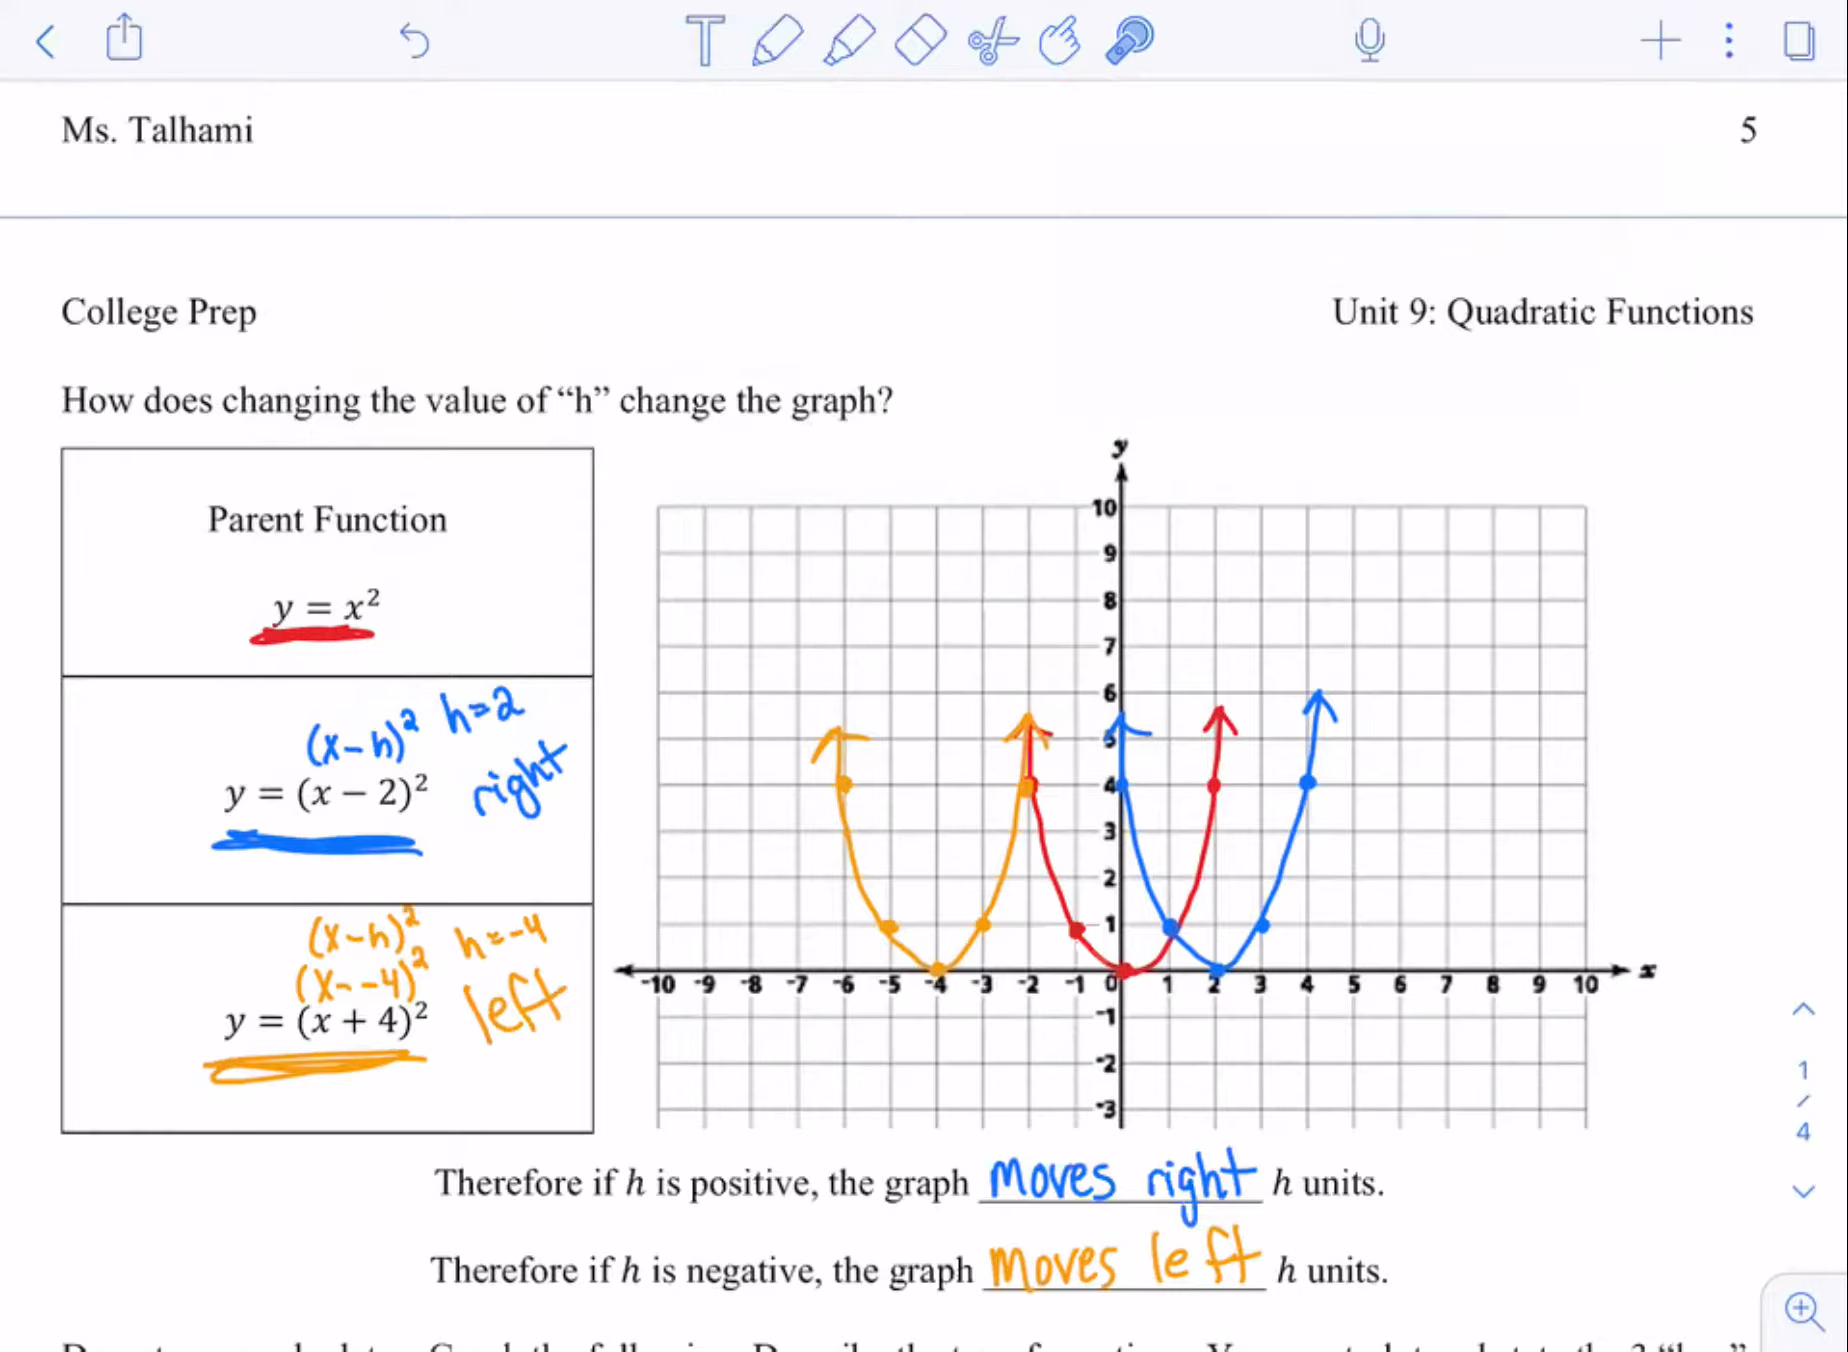 Ms. Talhami
5
College Prep
Unit 9: Quadratic Functions
How does changing the value of “h” change the graph?
Parent Function
y = x²
(x-h)² h=2
y = (x − 2)²
right
(x-h)² h=-4
(x--4)²
y = (x + 4)²
left
y
10
9
8
7
6
5
4
3
2
1
-10 -9 -8 -7 -6 -5 -4 -3 -2 -1 0 1 2 3 4 5 6 7 8 9 10 x
-1
-2
-3
Therefore if h is positive, the graph moves right h units.
Therefore if h is negative, the graph moves left h units.
1
/
4